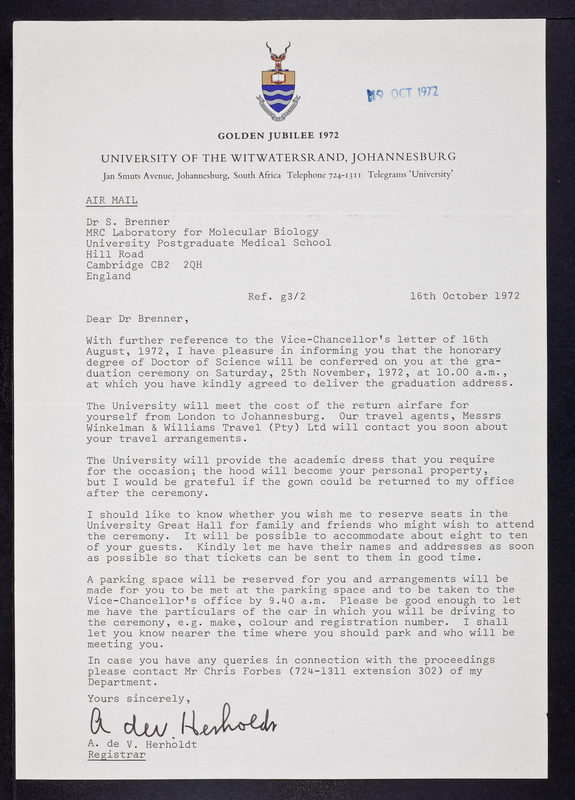 19 OCT 1972
GOLDEN JUBILEE 1972
UNIVERSITY OF THE WITWATERSRAND, JOHANNESBURG
Jan Smuts Avenue, Johannesburg, South Africa Telephone 724-1311 Telegrams 'University'
AIR MAIL
Dr S. Brenner
MRC Laboratory for Molecular Biology
University Postgraduate Medical School
Hill Road
Cambridge CB2 2QH
England
Ref. g3/2 16th October 1972
Dear Dr Brenner,
With further reference to the Vice-Chancellor's letter of 16th
August, 1972, I have pleasure in informing you that the honorary
degree of Doctor of Science will be conferred on you at the gra-
duation ceremony on Saturday, 25th November, 1972, at 10.00 a.m.,
at which you have kindly agreed to deliver the graduation address.
The University will meet the cost of the return airfare for
yourself from London to Johannesburg. Our travel agents, Messrs
Winkelman & Williams Travel (Pty) Ltd will contact you soon about
your travel arrangements.
The University will provide the academic dress that you require
for the occasion; the hood will become your personal property,
but I would be grateful if the gown could be returned to my office
after the ceremony.
I should like to know whether you wish me to reserve seats in the
University Great Hall for family and friends who might wish to attend
the ceremony. It will be possible to accommodate about eight to ten
of your guests. Kindly let me have their names and addresses as soon
as possible so that tickets can be sent to them in good time.
A parking space will be reserved for you and arrangements will be
made for you to be met at the parking space and to be taken to the
Vice-Chancellor's office by 9.40 a.m. Please be good enough to let
me have the particulars of the car in which you will be driving to
the ceremony, e.g. make, colour and registration number. I shall
let you know nearer the time where you should park and who will be
meeting you.
In case you have any queries in connection with the proceedings
please contact Mr Chris Forbes (724-1311 extension 302) of my
Department.
Yours sincerely,
A de V. Herholdt
A. de V. Herholdt
Registrar